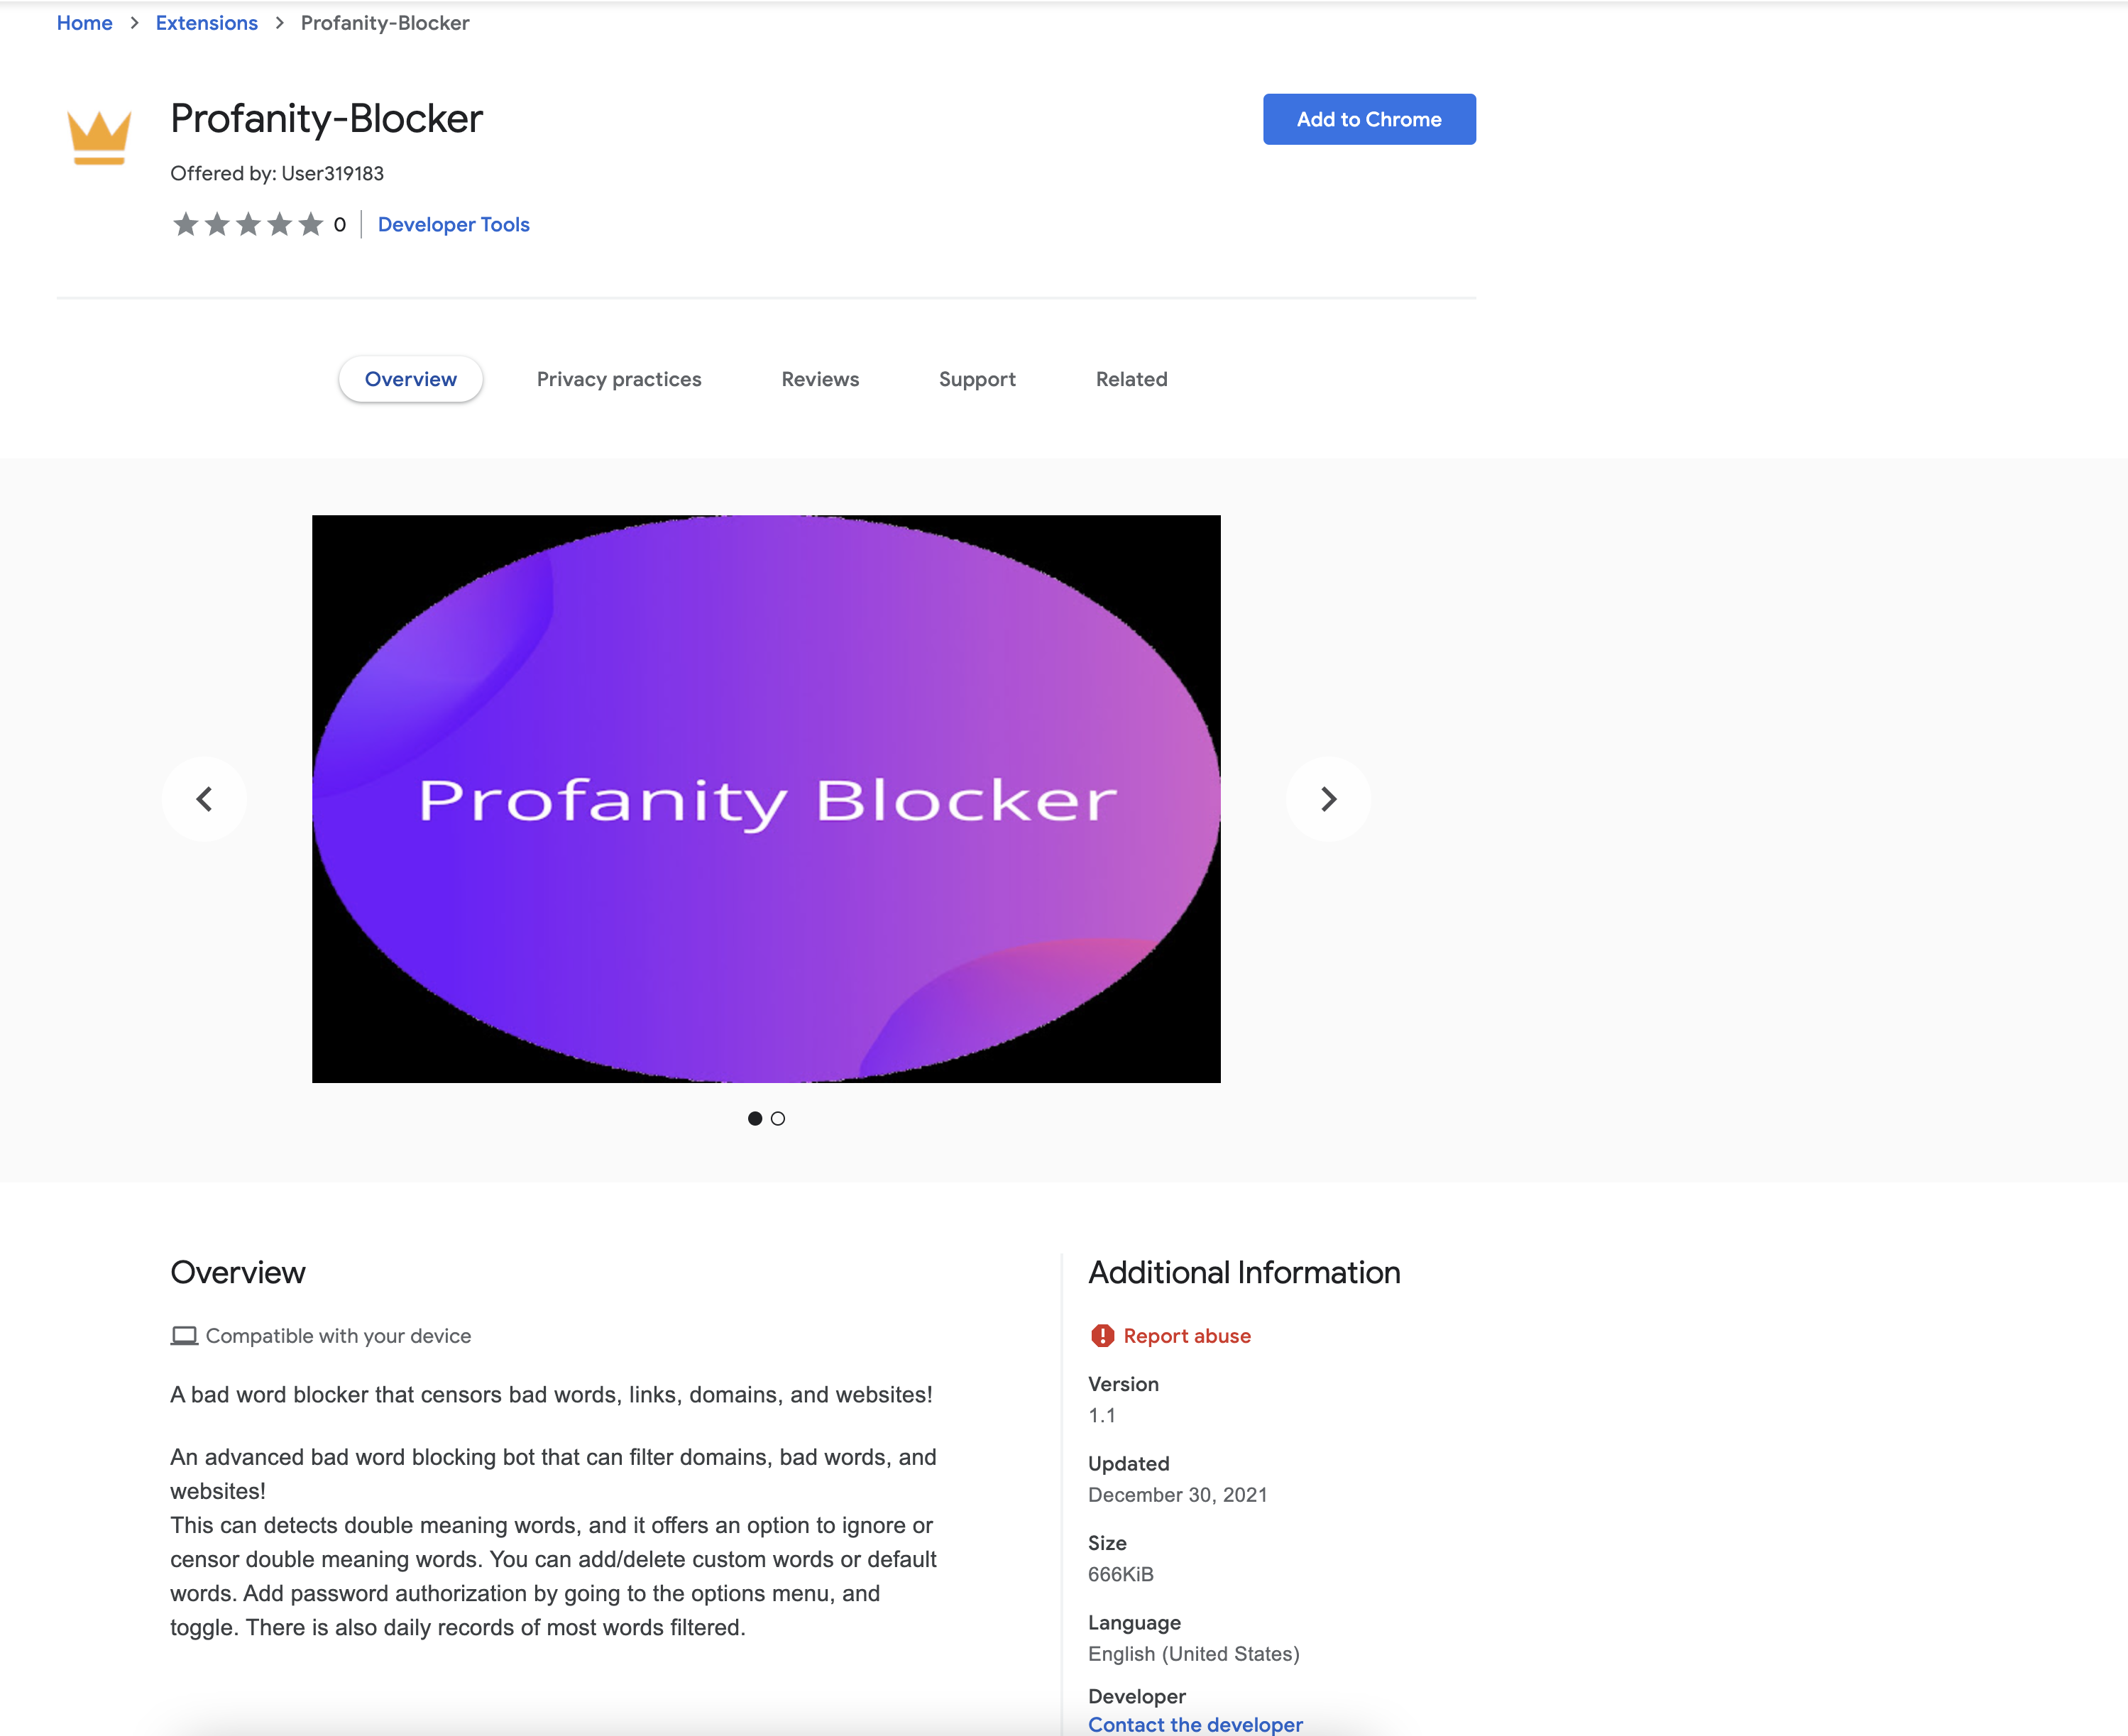 Home > Extensions > Profanity-Blocker
Profanity-Blocker
Add to Chrome
Offered by: User319183
0
Developer Tools
Overview
Privacy practices
Reviews
Support
Related
Profanity Blocker
Overview
Compatible with your device
A bad word blocker that censors bad words, links, domains, and websites!
An advanced bad word blocking bot that can filter domains, bad words, and
websites!
This can detects double meaning words, and it offers an option to ignore or
censor double meaning words. You can add/delete custom words or default
words. Add password authorization by going to the options menu, and
toggle. There is also daily records of most words filtered.
Additional Information
Report abuse
Version
1.1
Updated
December 30, 2021
Size
666KiB
Language
English (United States)
Developer
Contact the developer